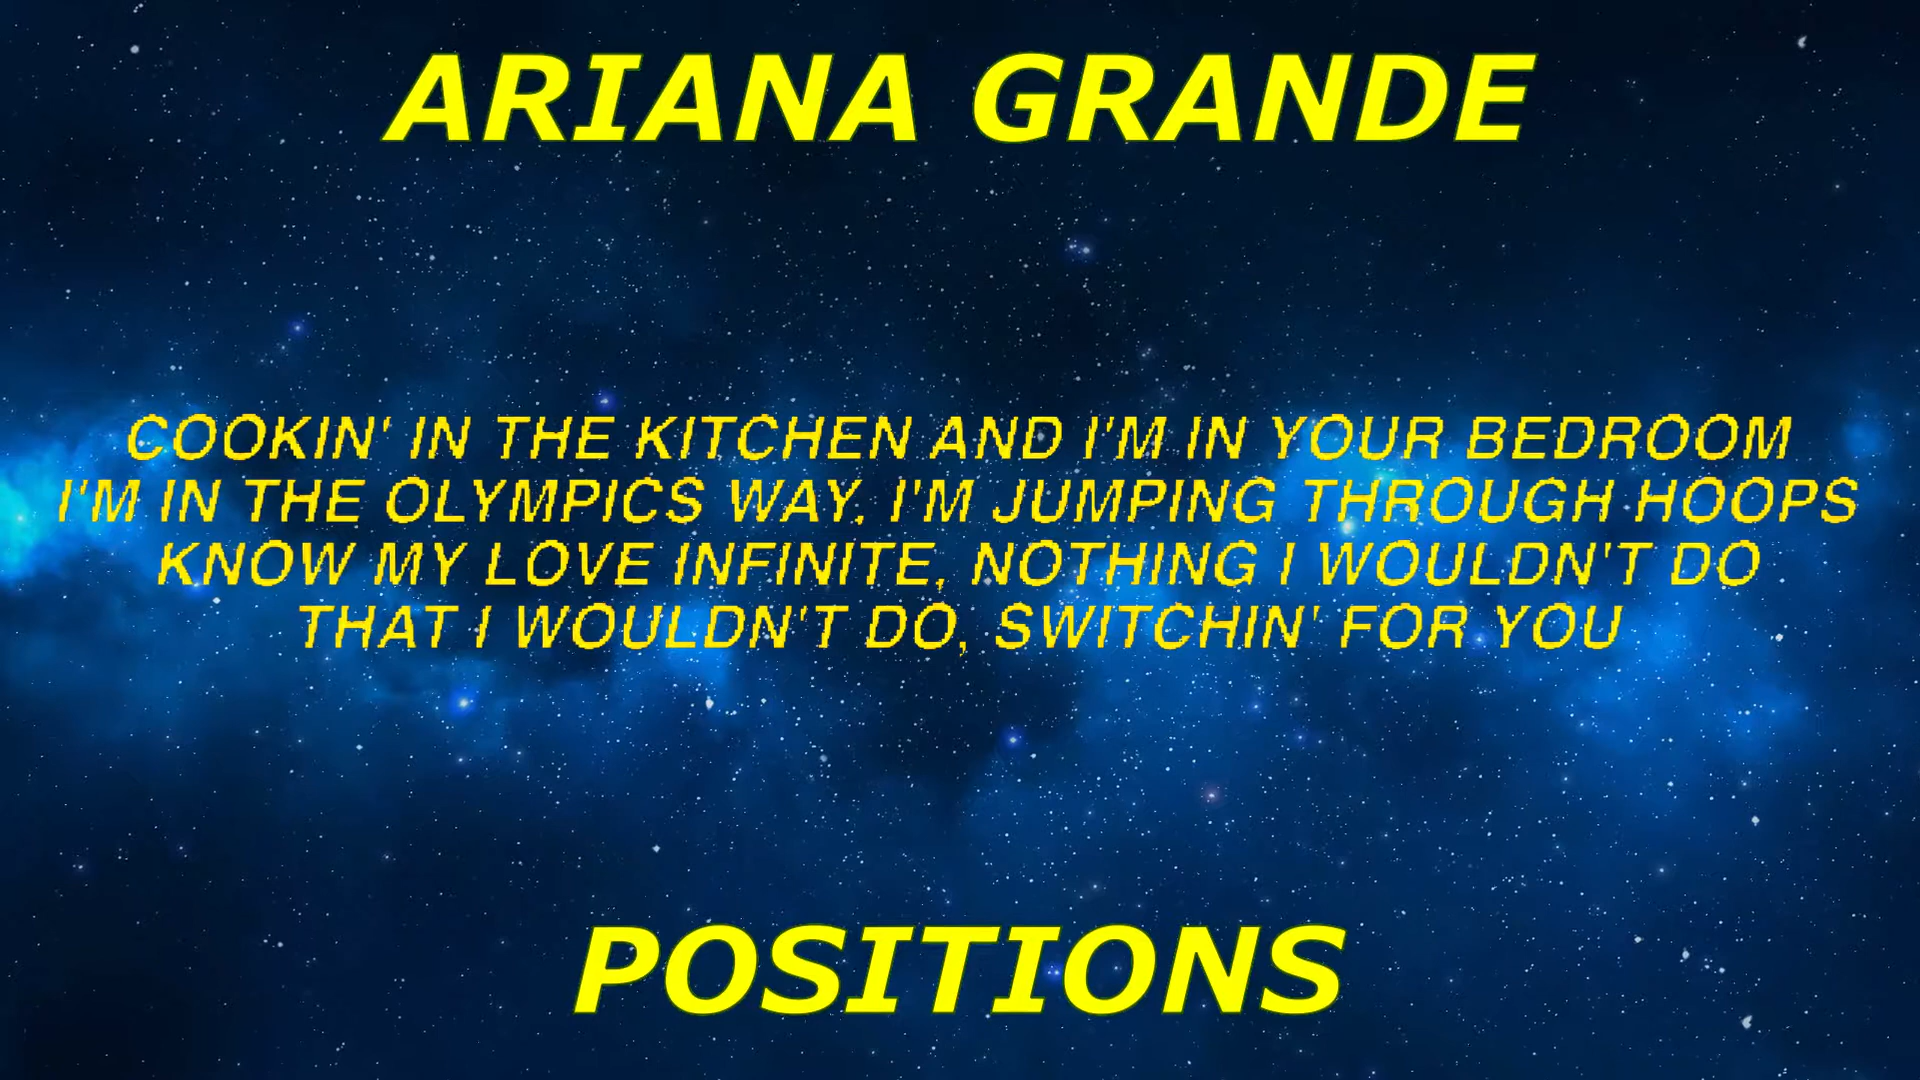 ARIANA GRANDE
COOKIN' IN THE KITCHEN AND I'M IN YOUR BEDROOM
I'M IN THE OLYMPICS WAY, I'M JUMPING THROUGH HOOPS
KNOW MY LOVE INFINITE, NOTHING I WOULDN'T DO
THAT I WOULDN'T DO, SWITCHIN' FOR YOU
POSITIONS